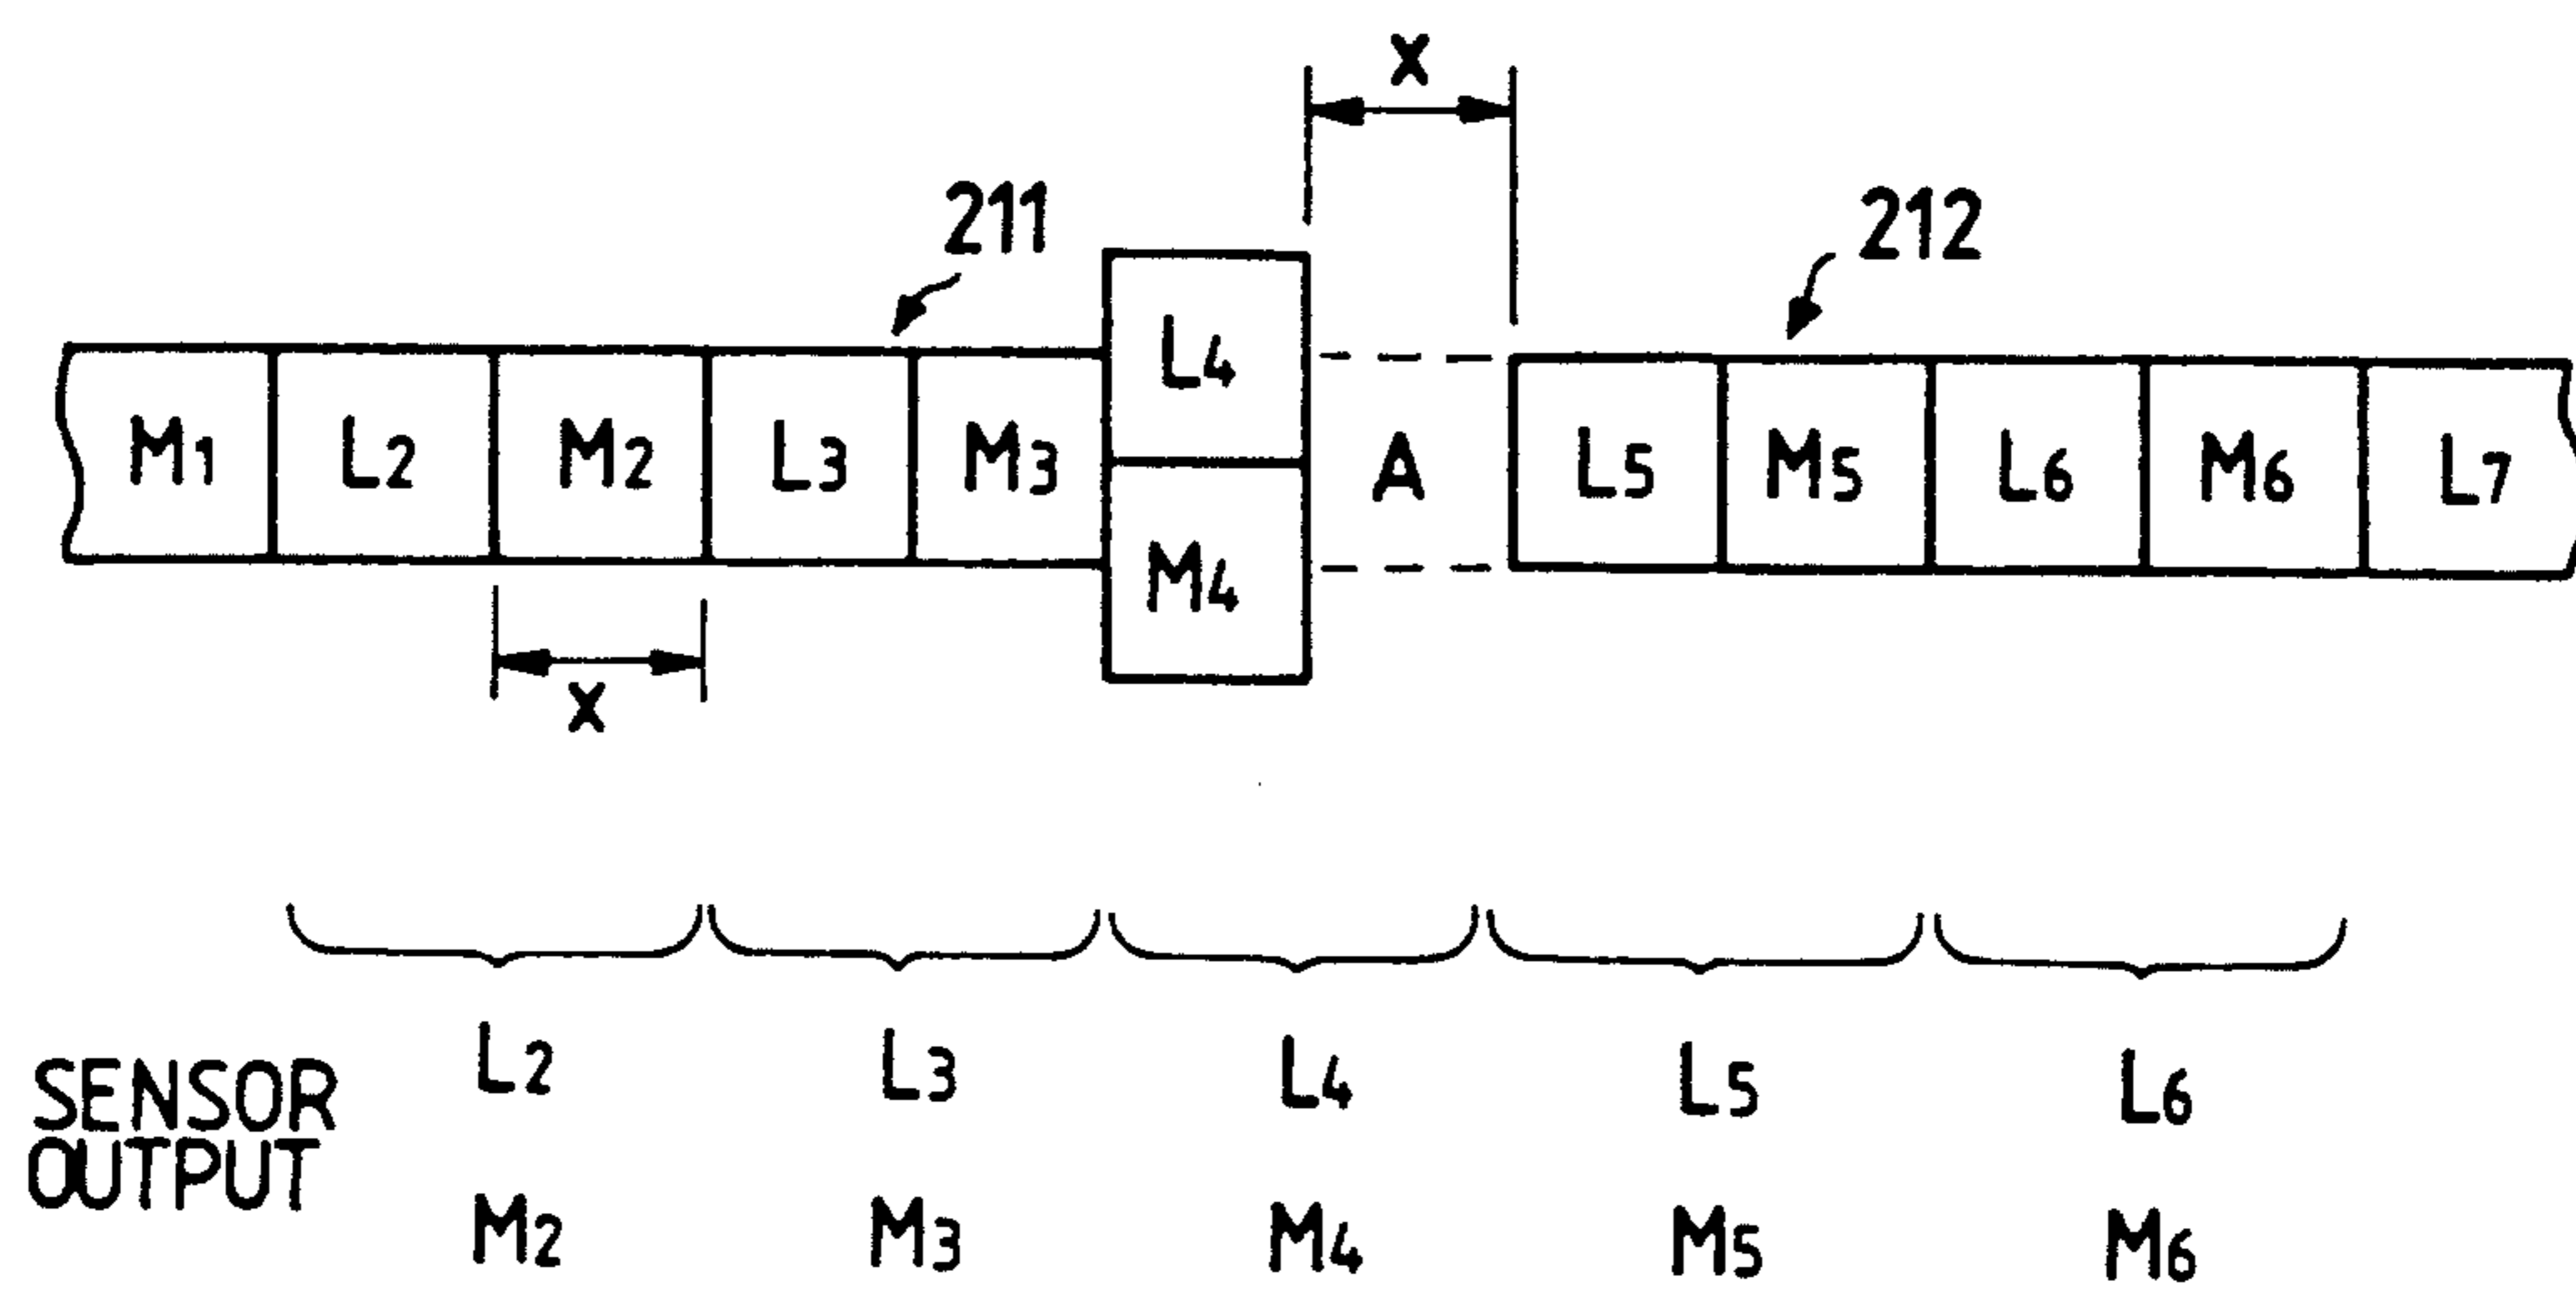 X
211
212
L4
M1 L2 M2 L3 M3 A L5 M5 L6 M6 L7
M4
X
L2 L3 L4 L5 L6
SENSOR
OUTPUT
M2 M3 M4 M5 M6